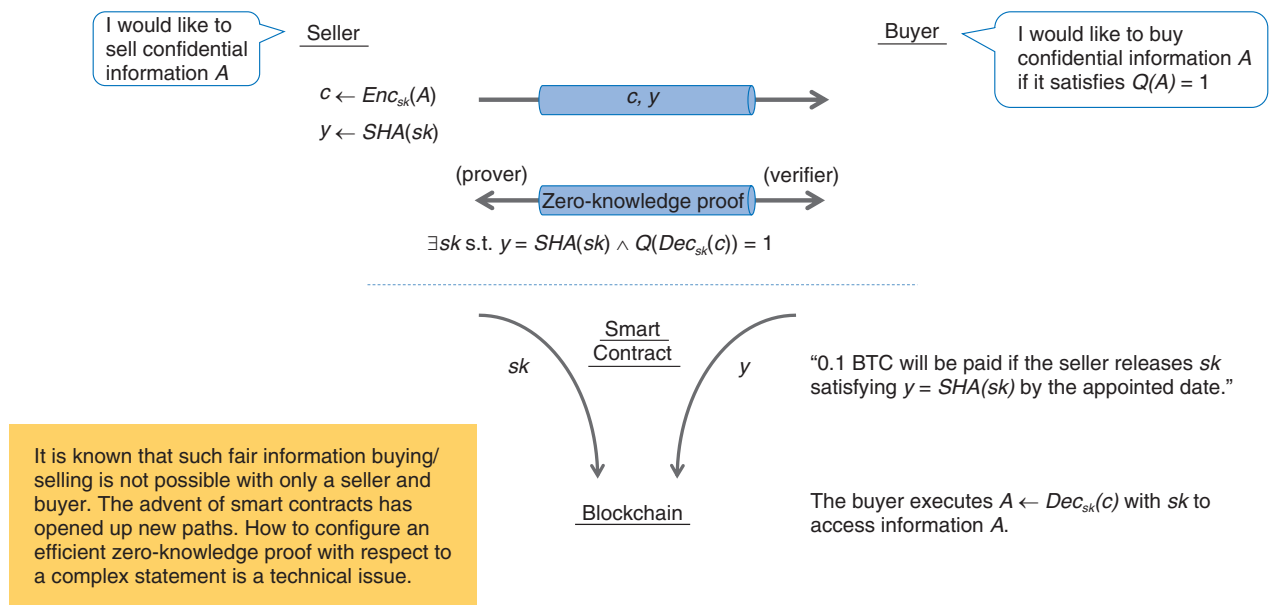 I would like to
sell confidential
information A
Seller
Buyer
I would like to buy
confidential information A
if it satisfies Q(A) = 1
c ← Enc_sk(A)
c, y
y ← SHA(sk)
(prover)
(verifier)
Zero-knowledge proof
∃sk s.t. y = SHA(sk) ∧ Q(Dec_sk(c)) = 1
Smart
Contract
sk
y
“0.1 BTC will be paid if the seller releases sk
satisfying y = SHA(sk) by the appointed date.”
It is known that such fair information buying/
selling is not possible with only a seller and
buyer. The advent of smart contracts has
opened up new paths. How to configure an
efficient zero-knowledge proof with respect to
a complex statement is a technical issue.
Blockchain
The buyer executes A ← Dec_sk(c) with sk to
access information A.